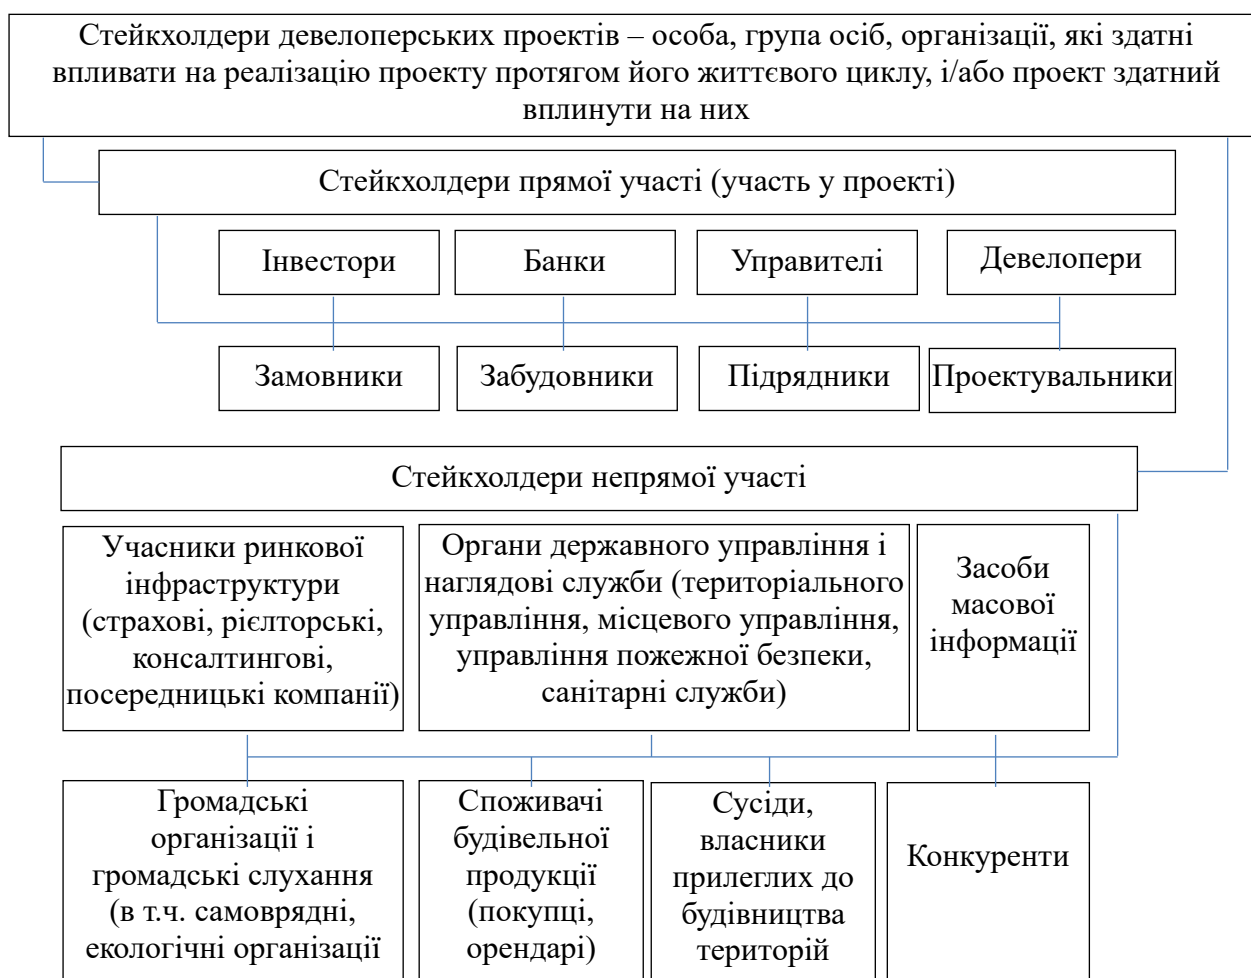 Стейкхолдери девелоперських проектів – особа, група осіб, організації, які здатні
впливати на реалізацію проекту протягом його життєвого циклу, і/або проект здатний
вплинути на них
Стейкхолдери прямої участі (участь у проекті)
Інвестори
Банки
Управителі
Девелопери
Замовники
Забудовники
Підрядники
Проектувальники
Стейкхолдери непрямої участі
Учасники ринкової
інфраструктури
(страхові, рієлторські,
консалтингові,
посередницькі компанії)
Органи державного управління і
наглядові служби (територіального
управління, місцевого управління,
управління пожежної безпеки,
санітарні служби)
Засоби
масової
інформації
Громадські
організації і
громадські слухання
(в т.ч. самоврядні,
екологічні організації
Споживачі
будівельної
продукції
(покупці,
орендарі)
Сусіди,
власники
прилеглих до
будівництва
територій
Конкуренти